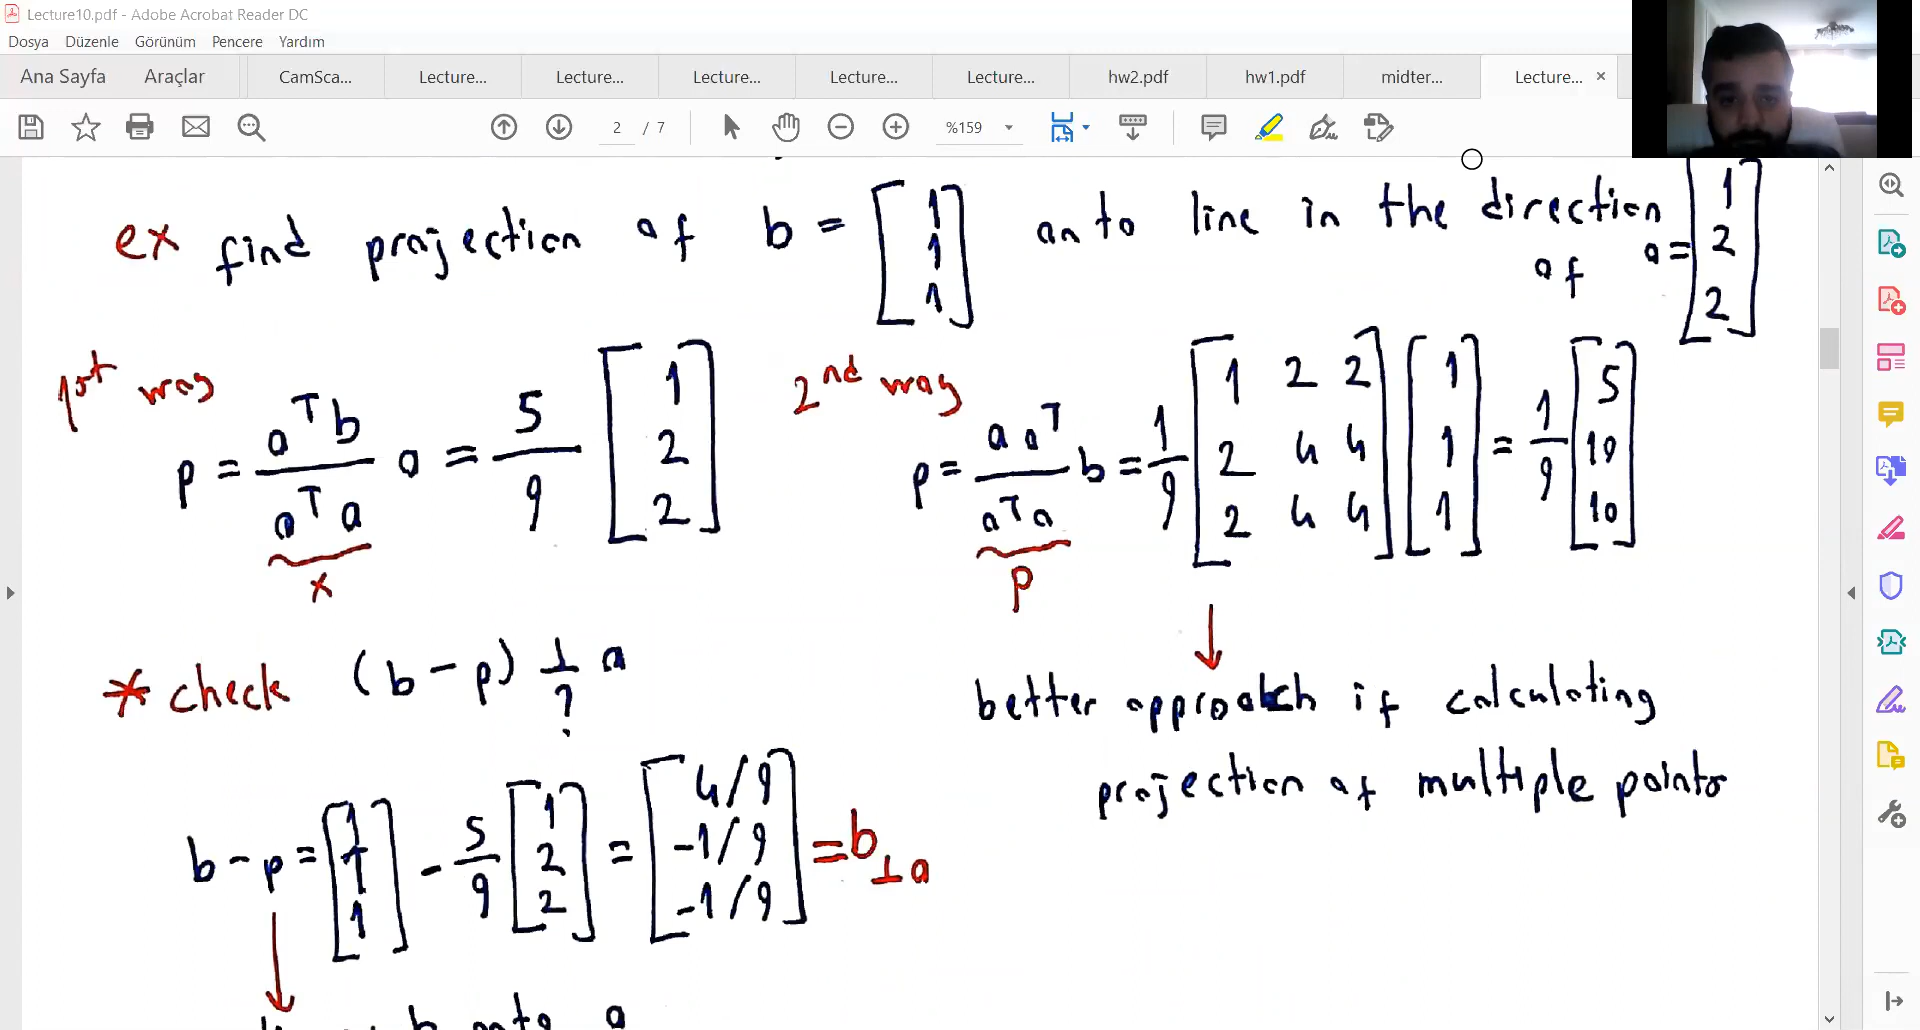 Lecture10.pdf - Adobe Acrobat Reader DC
Dosya Düzenle Görünüm Pencere Yardım
Ana Sayfa Araçlar CamSca... Lecture... Lecture... Lecture... Lecture... Lecture... hw2.pdf hw1.pdf midter... Lecture... ×
2 / 7 %159
ex find projection of b = [1 1 1] onto line in the direction of a = [1 2 2]
1st way
p = aᵀb / aᵀa a = 5/9 [1 2 2]
x
2nd way
p = a aᵀ / aᵀa b = 1/9 [1 2 2; 2 4 4; 2 4 4] [1 1 1] = 1/9 [5 10 10]
P
* check (b - p) ⊥ a
?
better approach if calculating
projection of multiple points
b - p = [1 1 1] - 5/9 [1 2 2] = [4/9 -1/9 -1/9] = b⊥a
b onto a